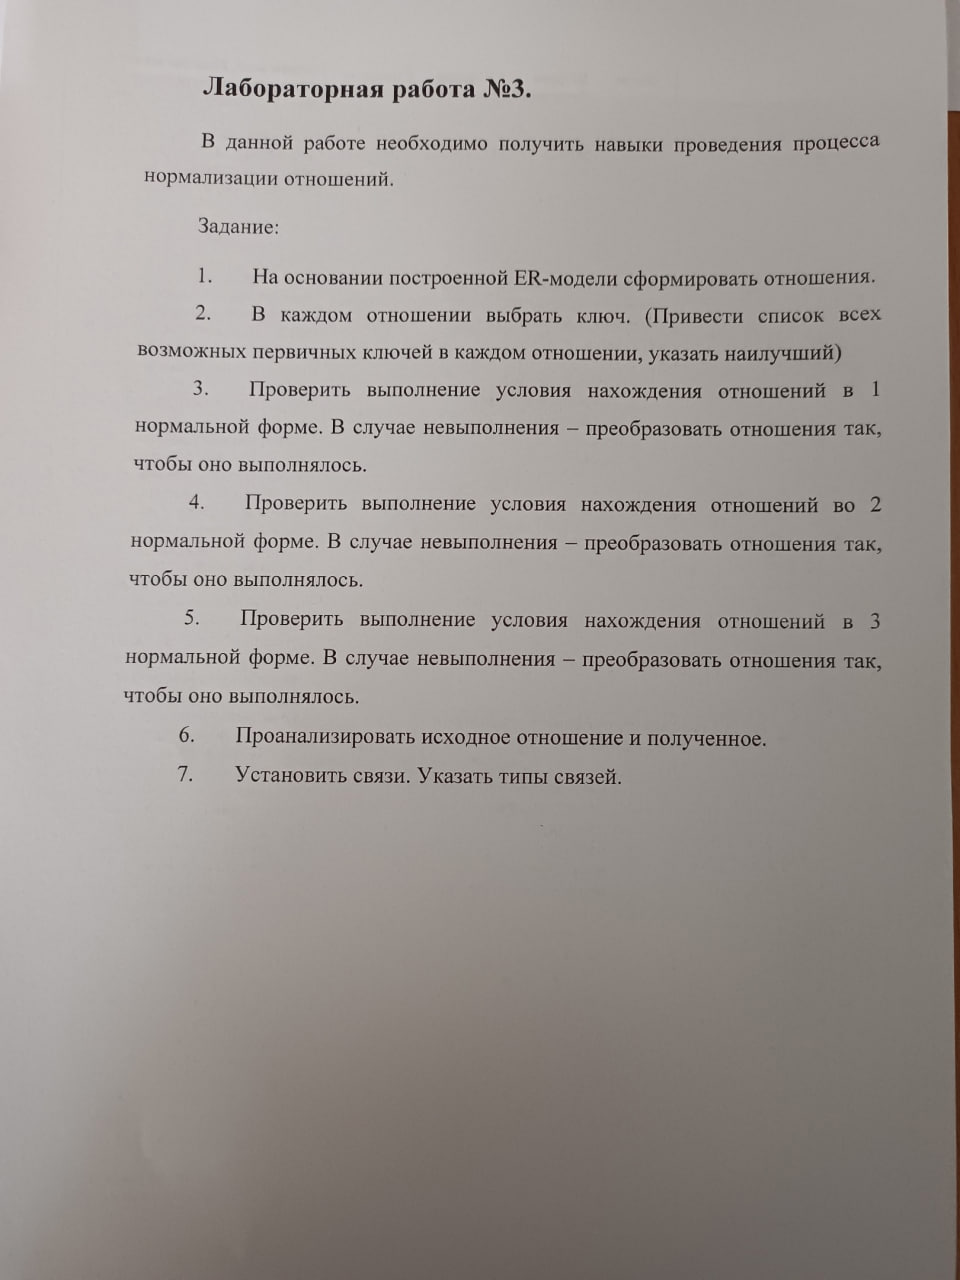 Лабораторная работа №3.
В данной работе необходимо получить навыки проведения процесса
нормализации отношений.
Задание:
1. На основании построенной ER-модели сформировать отношения.
2. В каждом отношении выбрать ключ. (Привести список всех
возможных первичных ключей в каждом отношении, указать наилучший)
3. Проверить выполнение условия нахождения отношений в 1
нормальной форме. В случае невыполнения – преобразовать отношения так,
чтобы оно выполнялось.
4. Проверить выполнение условия нахождения отношений во 2
нормальной форме. В случае невыполнения – преобразовать отношения так,
чтобы оно выполнялось.
5. Проверить выполнение условия нахождения отношений в 3
нормальной форме. В случае невыполнения – преобразовать отношения так,
чтобы оно выполнялось.
6. Проанализировать исходное отношение и полученное.
7. Установить связи. Указать типы связей.